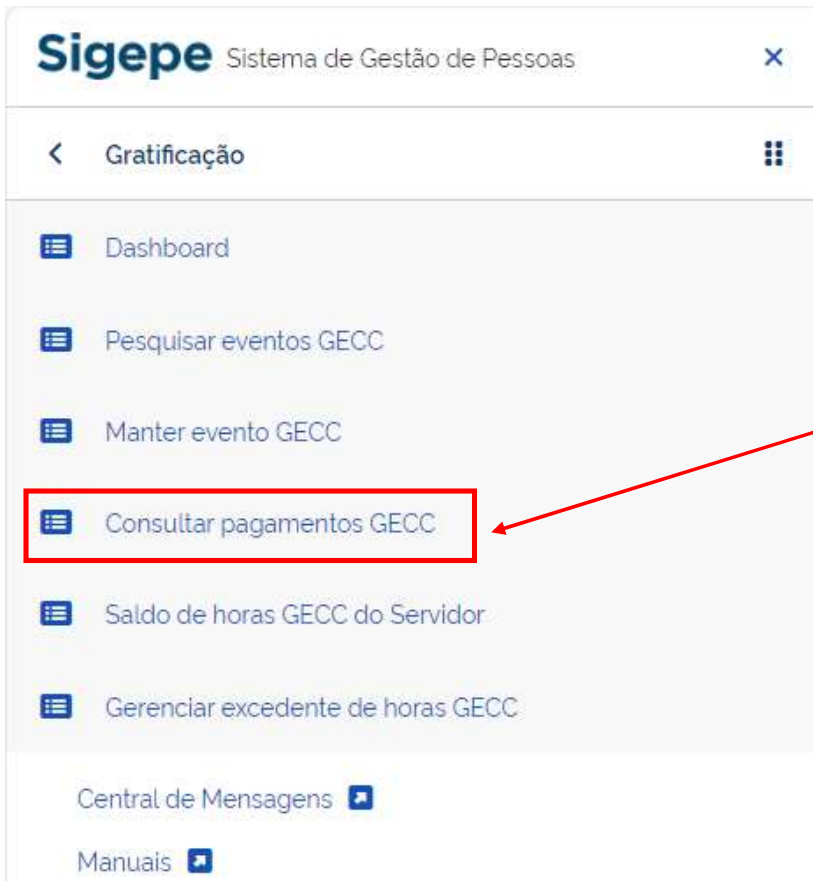 Sigepe Sistema de Gestão de Pessoas
Gratificação
Dashboard
Pesquisar eventos GECC
Manter evento GECC
Consultar pagamentos GECC
Saldo de horas GECC do Servidor
Gerenciar excedente de horas GECC
Central de Mensagens
Manuais